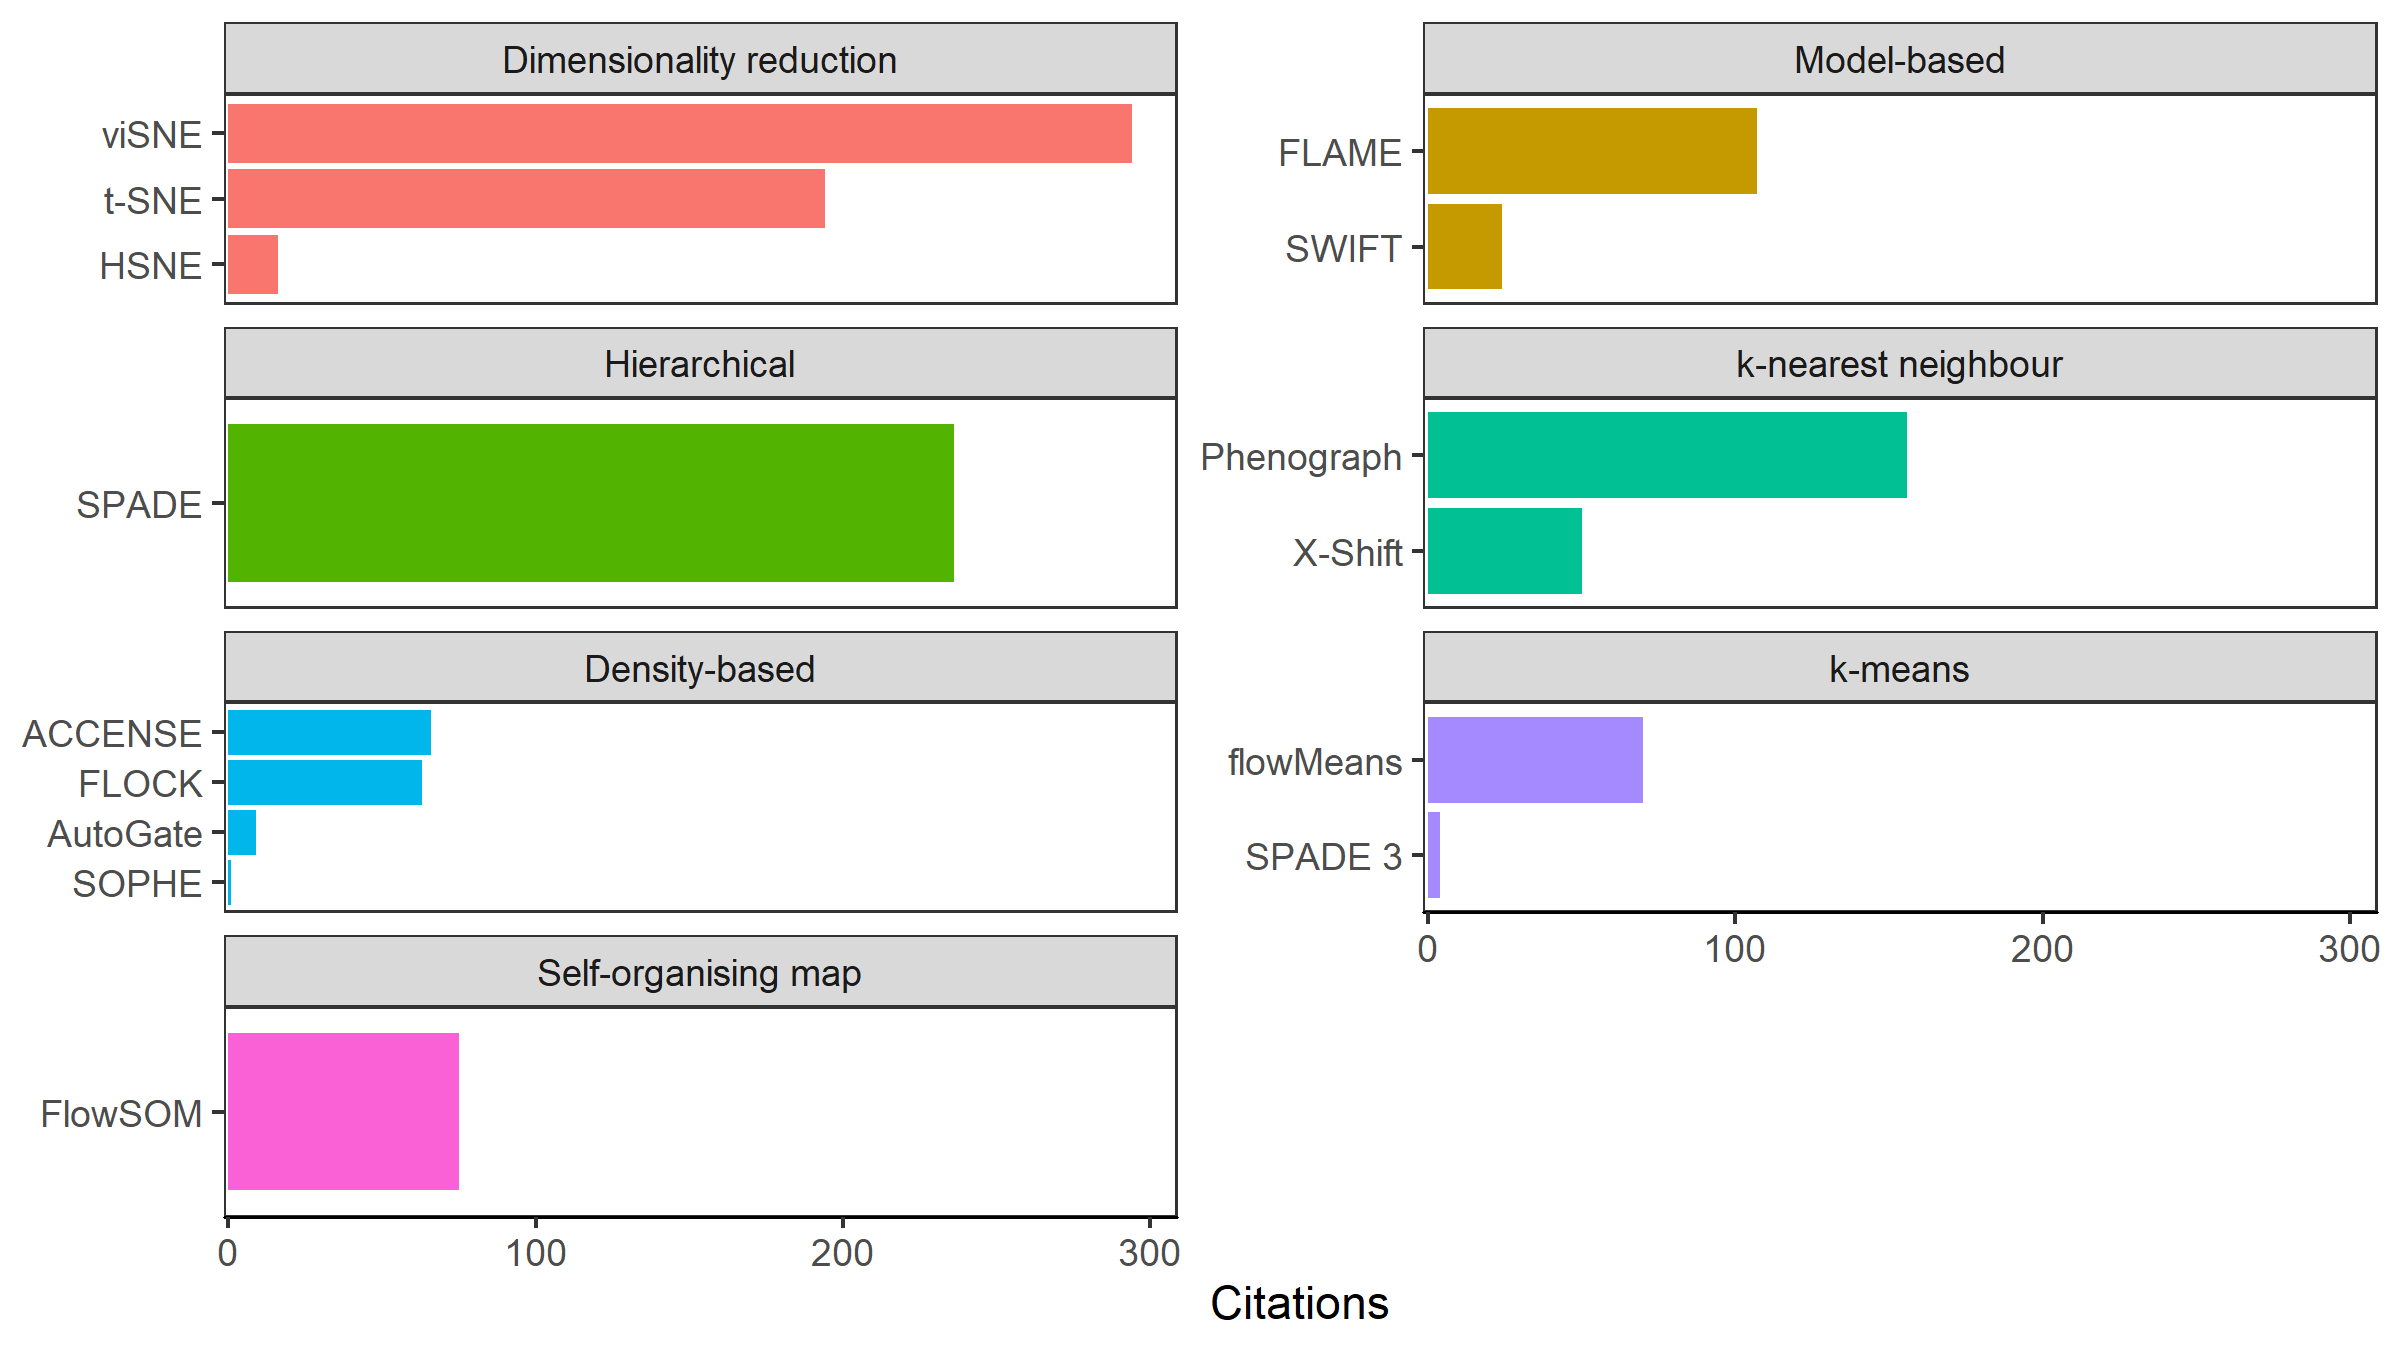 Dimensionality reduction
viSNE
t-SNE
HSNE
Model-based
FLAME
SWIFT
Hierarchical
SPADE
k-nearest neighbour
Phenograph
X-Shift
Density-based
ACCENSE
FLOCK
AutoGate
SOPHE
k-means
flowMeans
SPADE 3
0 100 200 300
Self-organising map
FlowSOM
0 100 200 300
Citations